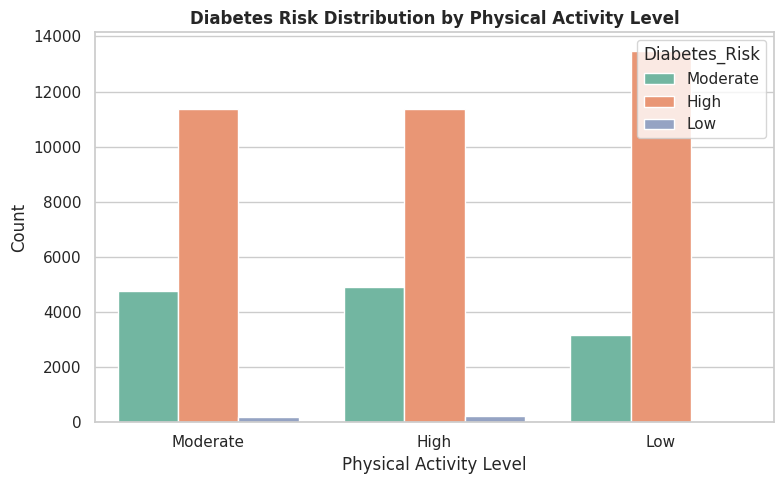 Diabetes Risk Distribution by Physical Activity Level
14000
12000
10000
8000
6000
4000
2000
0
Count
Diabetes_Risk
Moderate
High
Low
Moderate
High
Low
Physical Activity Level